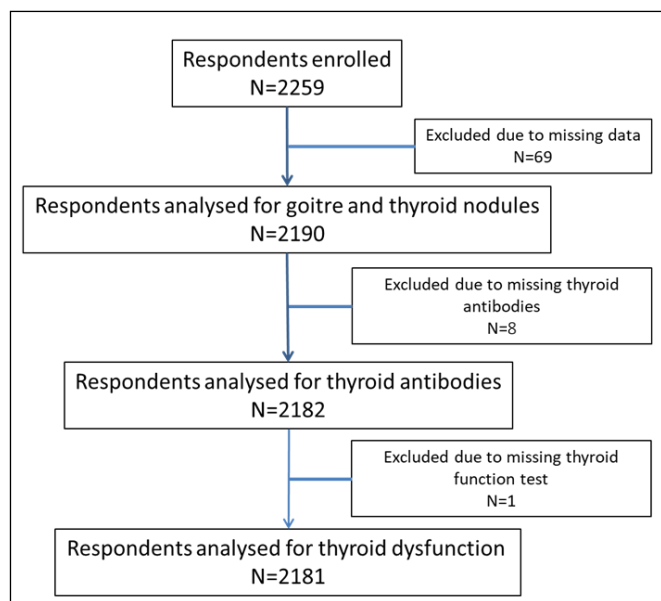 Respondents enrolled
N=2259
Excluded due to missing data
N=69
Respondents analysed for goitre and thyroid nodules
N=2190
Excluded due to missing thyroid
antibodies
N=8
Respondents analysed for thyroid antibodies
N=2182
Excluded due to missing thyroid
function test
N=1
Respondents analysed for thyroid dysfunction
N=2181